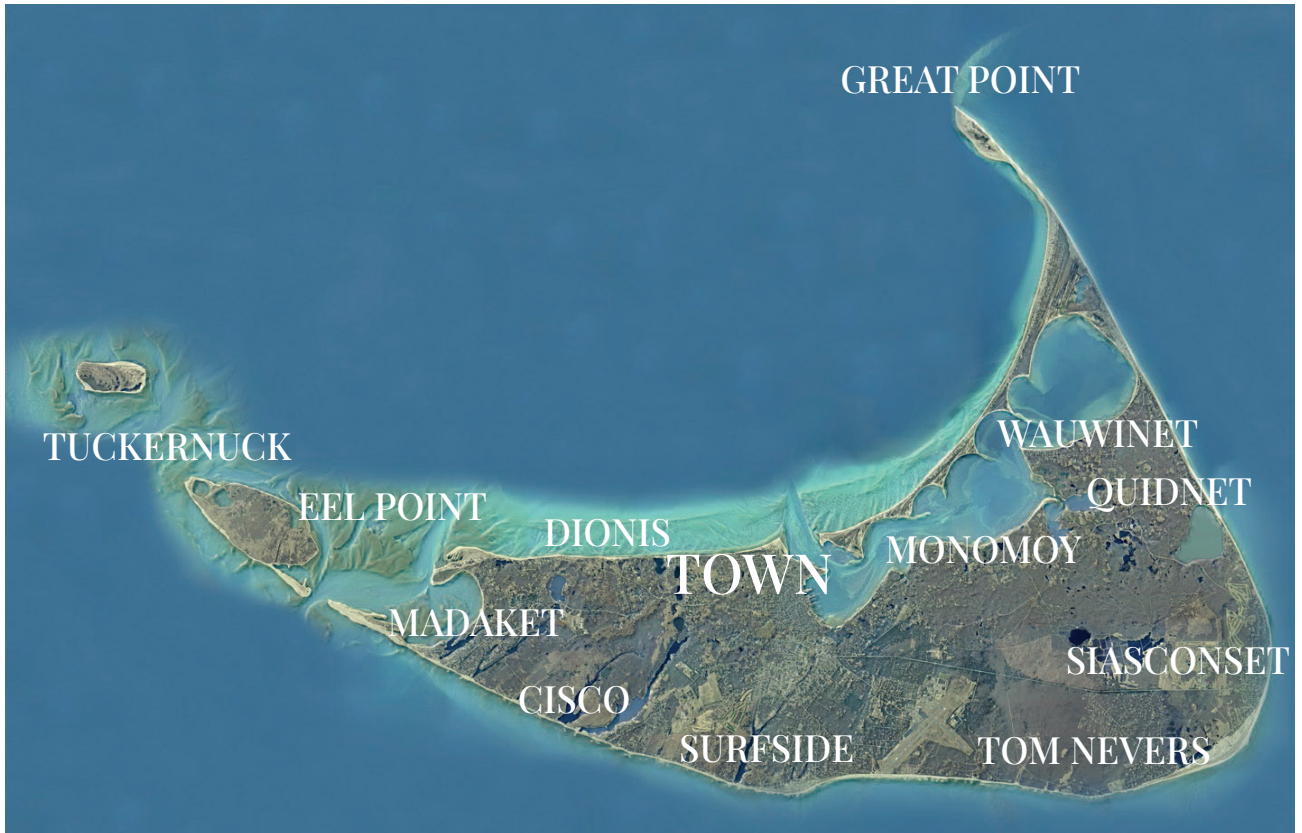 GREAT POINT
WAUWINET
TUCKERNUCK
QUIDNET
EEL POINT
DIONIS
MONOMOY
TOWN
MADAKET
SIASCONSET
CISCO
SURFSIDE
TOM NEVERS